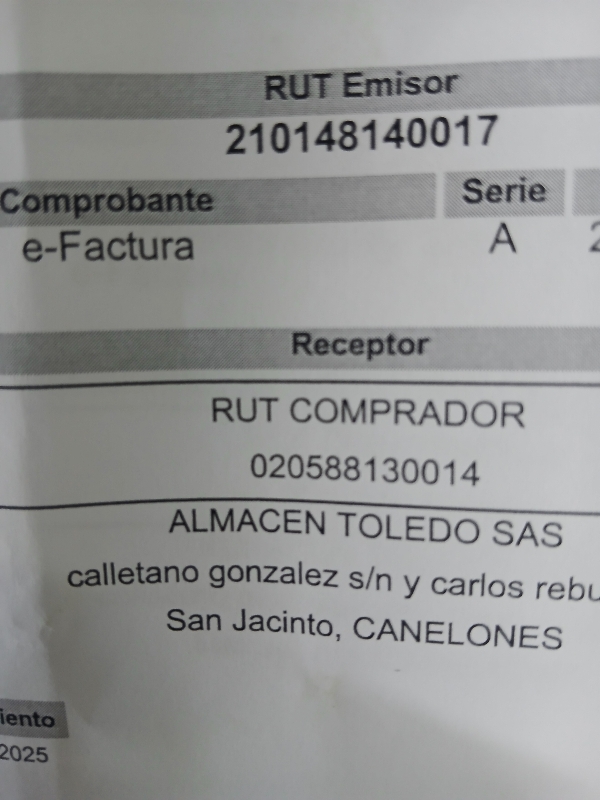 RUT Emisor
210148140017
Comprobante Serie
e-Factura A
Receptor
RUT COMPRADOR
020588130014
ALMACEN TOLEDO SAS
calletano gonzalez s/n y carlos
San Jacinto, CANELONES
2025